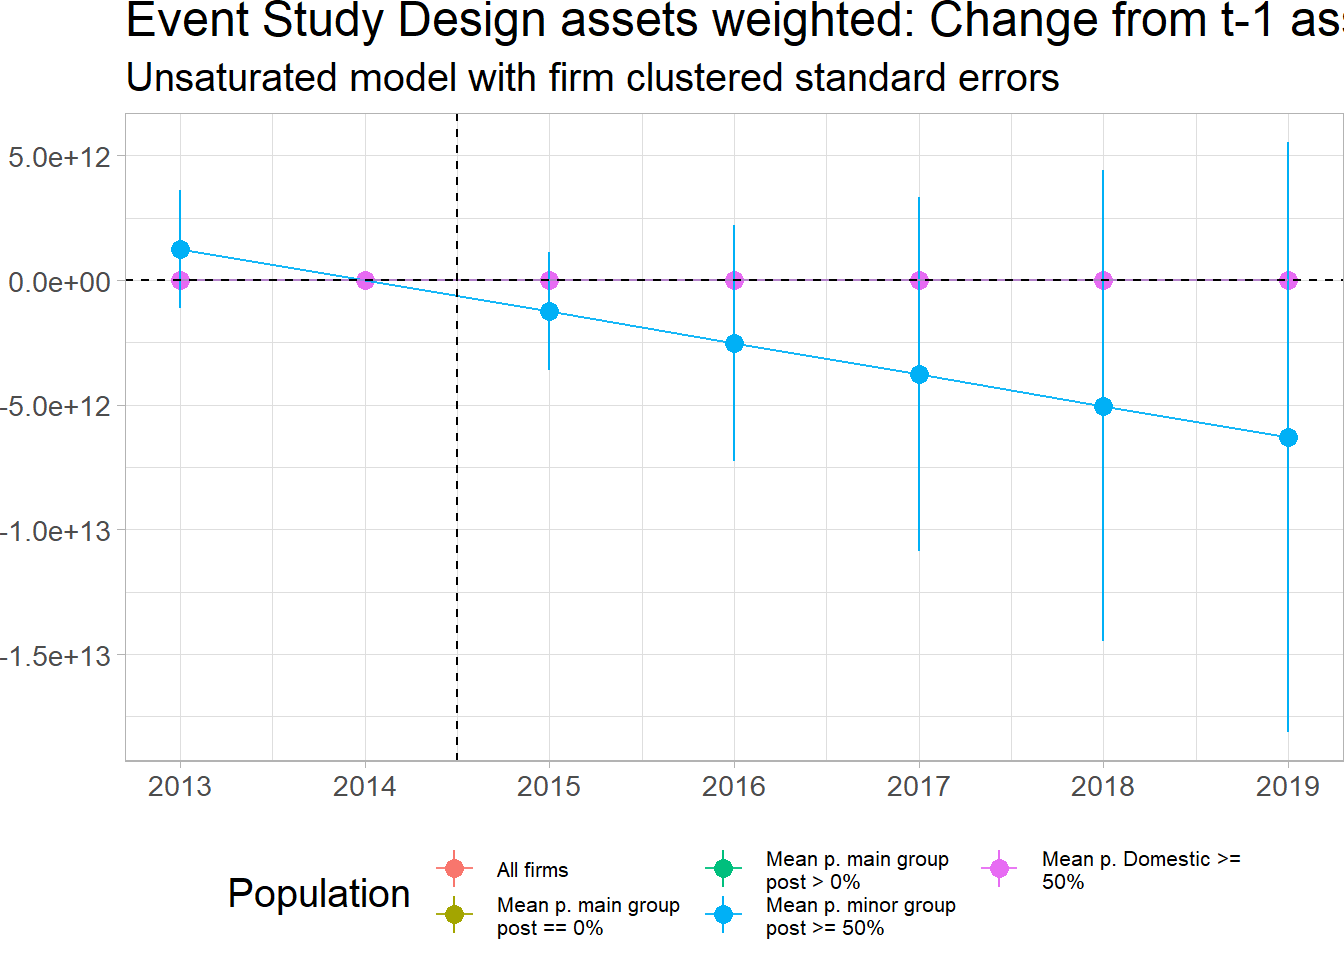 Event Study Design assets weighted: Change from t-1 ass
Unsaturated model with firm clustered standard errors
5.0e+12
0.0e+00
-5.0e+12
-1.0e+13
-1.5e+13
2013 2014 2015 2016 2017 2018 2019
Population
All firms
Mean p. main group
post == 0%
Mean p. main group
post > 0%
Mean p. minor group
post >= 50%
Mean p. Domestic >=
50%